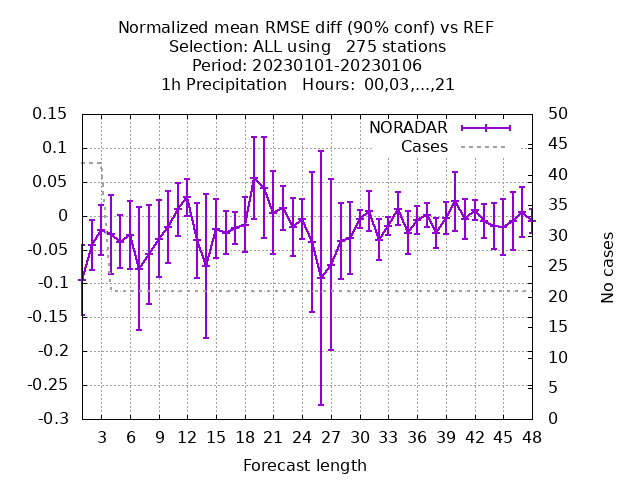 Normalized mean RMSE diff (90% conf) vs REF
Selection: ALL using   275 stations
Period: 20230101-20230106
1h Precipitation   Hours: 00,03,...,21
NORADAR
Cases
0.15
0.1
0.05
0
-0.05
-0.1
-0.15
-0.2
-0.25
-0.3
50
45
40
35
30
25
20
15
10
5
0
No cases
3 6 9 12 15 18 21 24 27 30 33 36 39 42 45 48
Forecast length